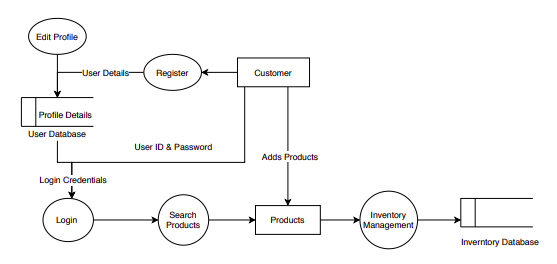 Edit Profile
User Details
Register
Customer
Profile Details
User Database
User ID & Password
Adds Products
Login Credentials
Login
Search
Products
Products
Inventory
Management
Inverntory Database